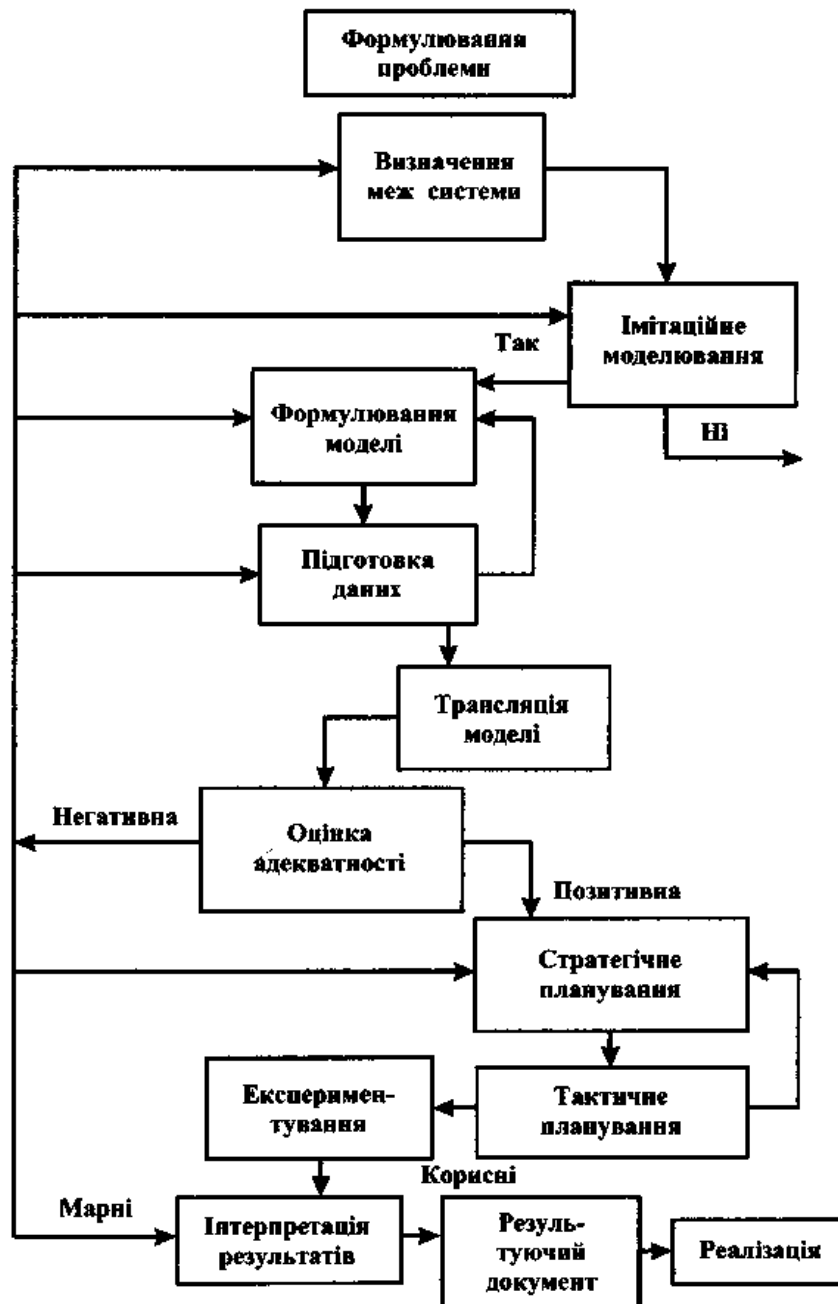 Формулювання
проблеми
Визначення
меж системи
Імітаційне
моделювання
Так
Ні
Формулювання
моделі
Підготовка
даних
Трансляція
моделі
Негативна
Оцінка
адекватності
Позитивна
Стратегічне
планування
Тактичне
планування
Експеримен-
тування
Корисні
Марні
Інтерпретація
результатів
Резуль-
туючий
документ
Реалізація